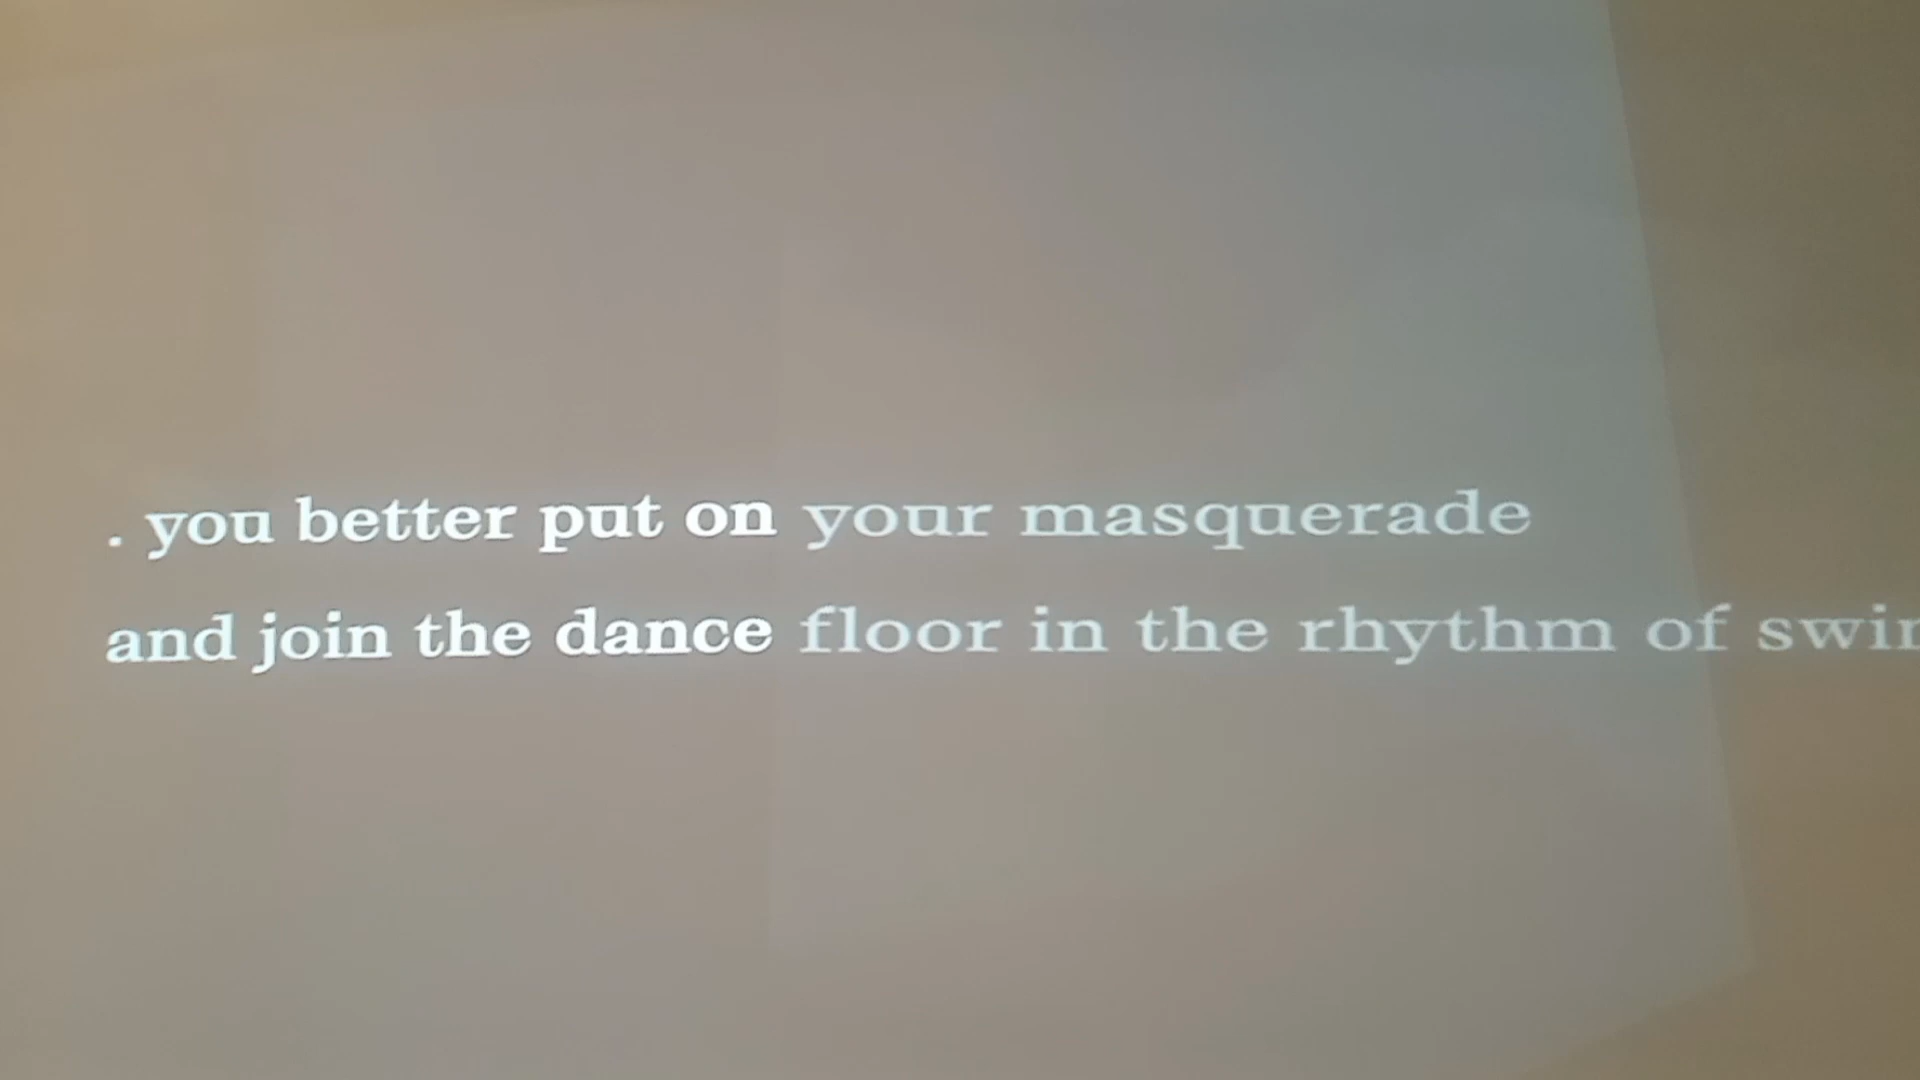 . you better put on your masquerade
and join the dance floor in the rhythm of